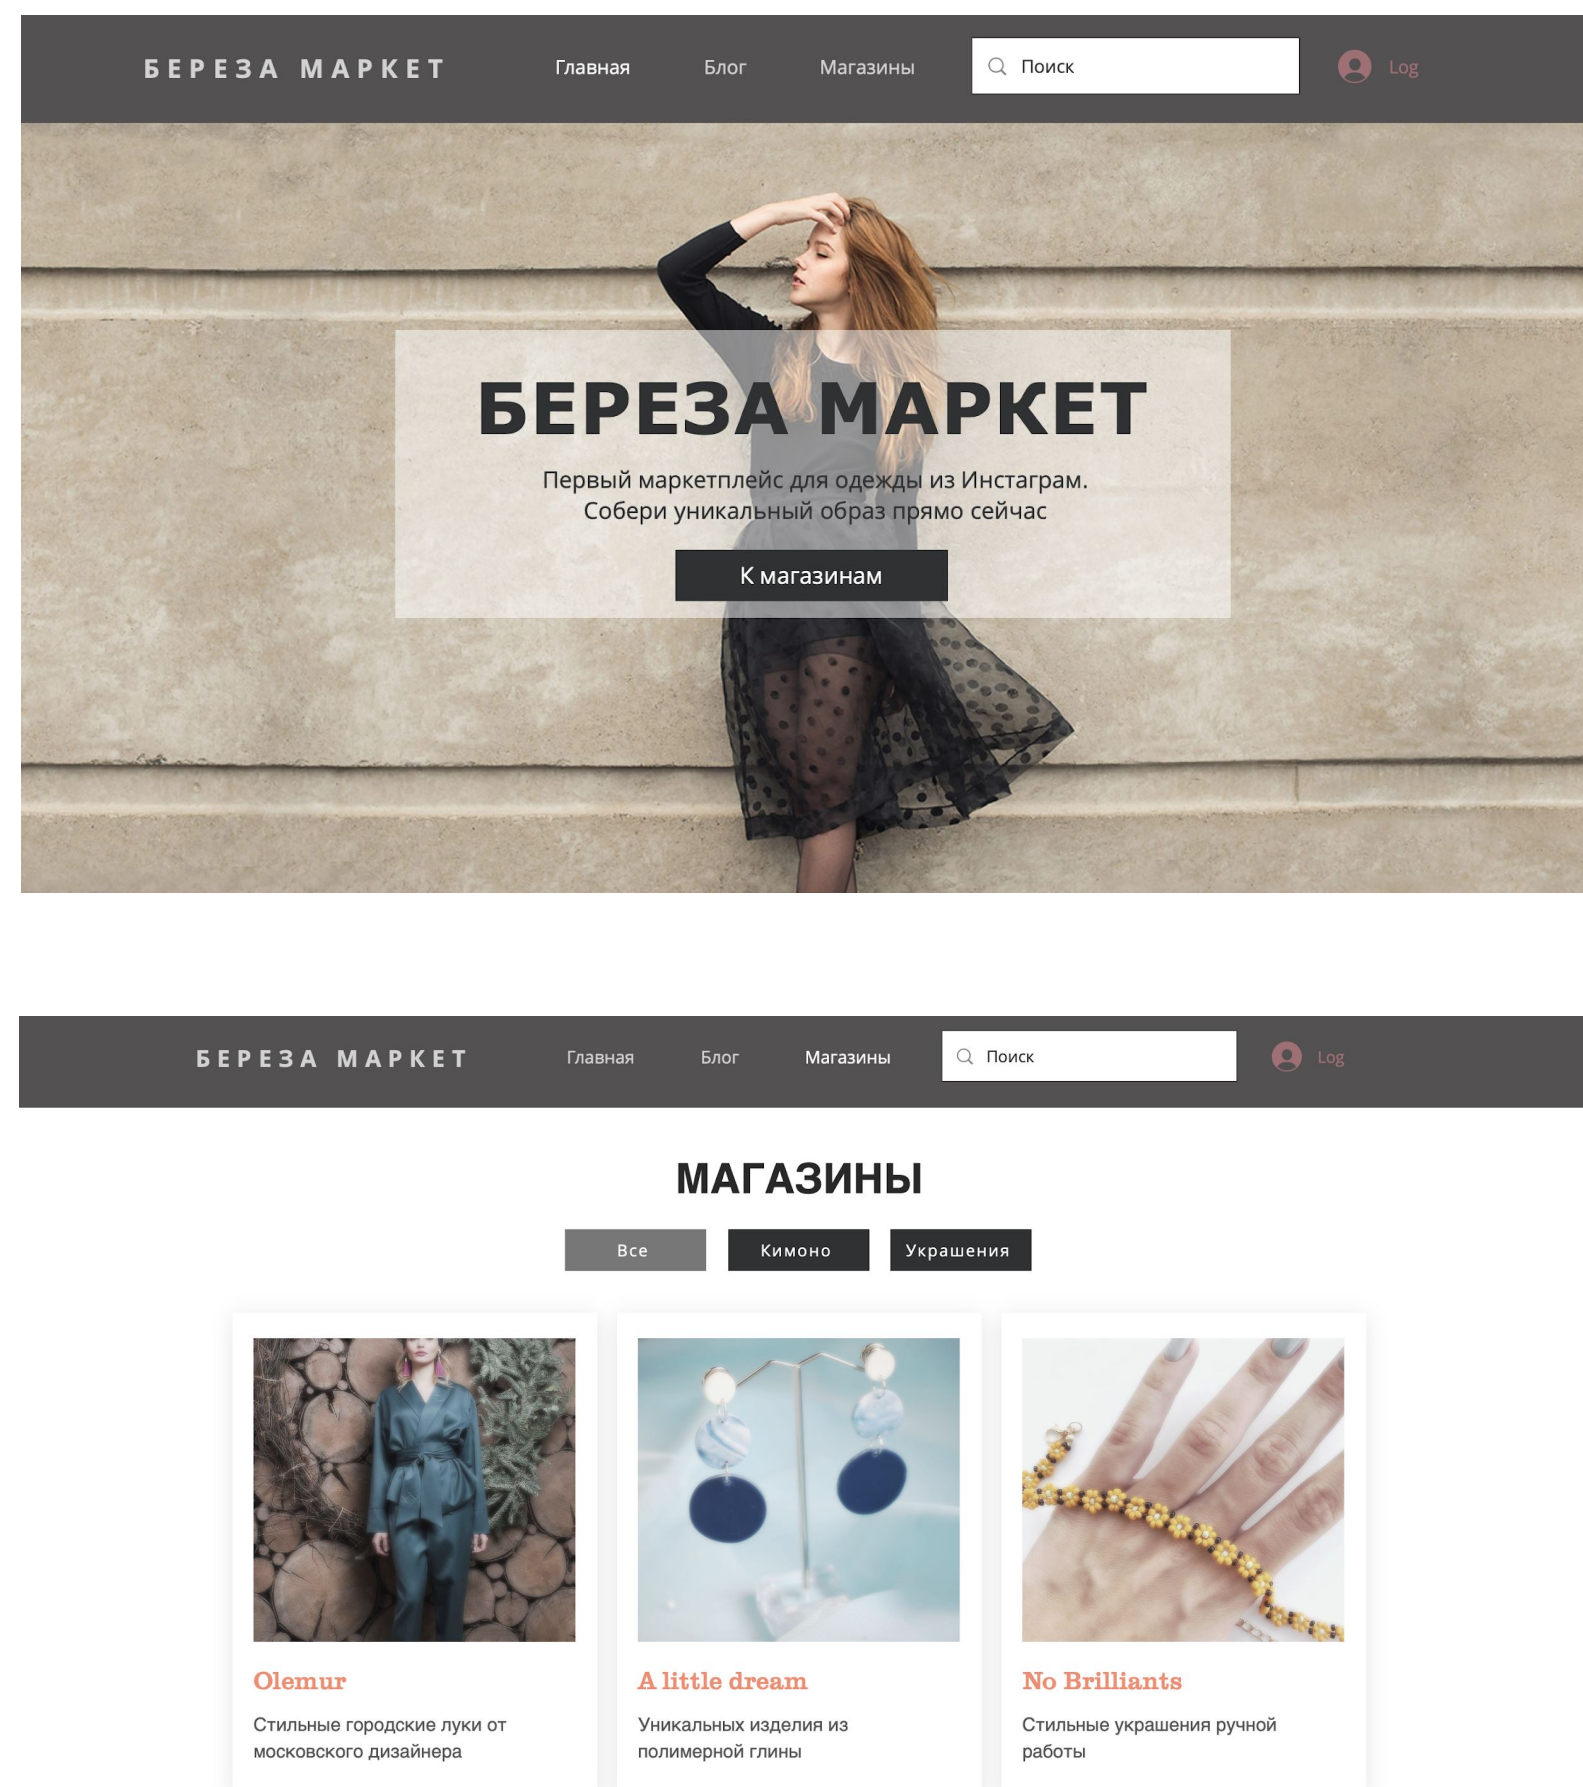 БЕРЕЗА МАРКЕТ
Главная
Блог
Магазины
Поиск
Log
БЕРЕЗА МАРКЕТ
Первый маркетплейс для одежды из Инстаграм.
Собери уникальный образ прямо сейчас
К магазинам
БЕРЕЗА МАРКЕТ
Главная
Блог
Магазины
Поиск
Log
МАГАЗИНЫ
Все
Кимоно
Украшения
Olemur
Стильные городские луки от
московского дизайнера
A little dream
Уникальных изделия из
полимерной глины
No Brilliants
Стильные украшения ручной
работы